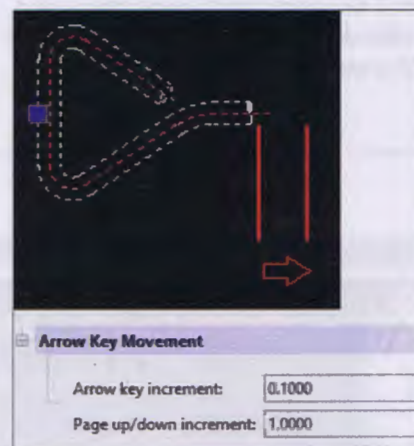 Arrow Key Movement
Arrow key increment: 0.1000
Page up/down increment: 1.0000